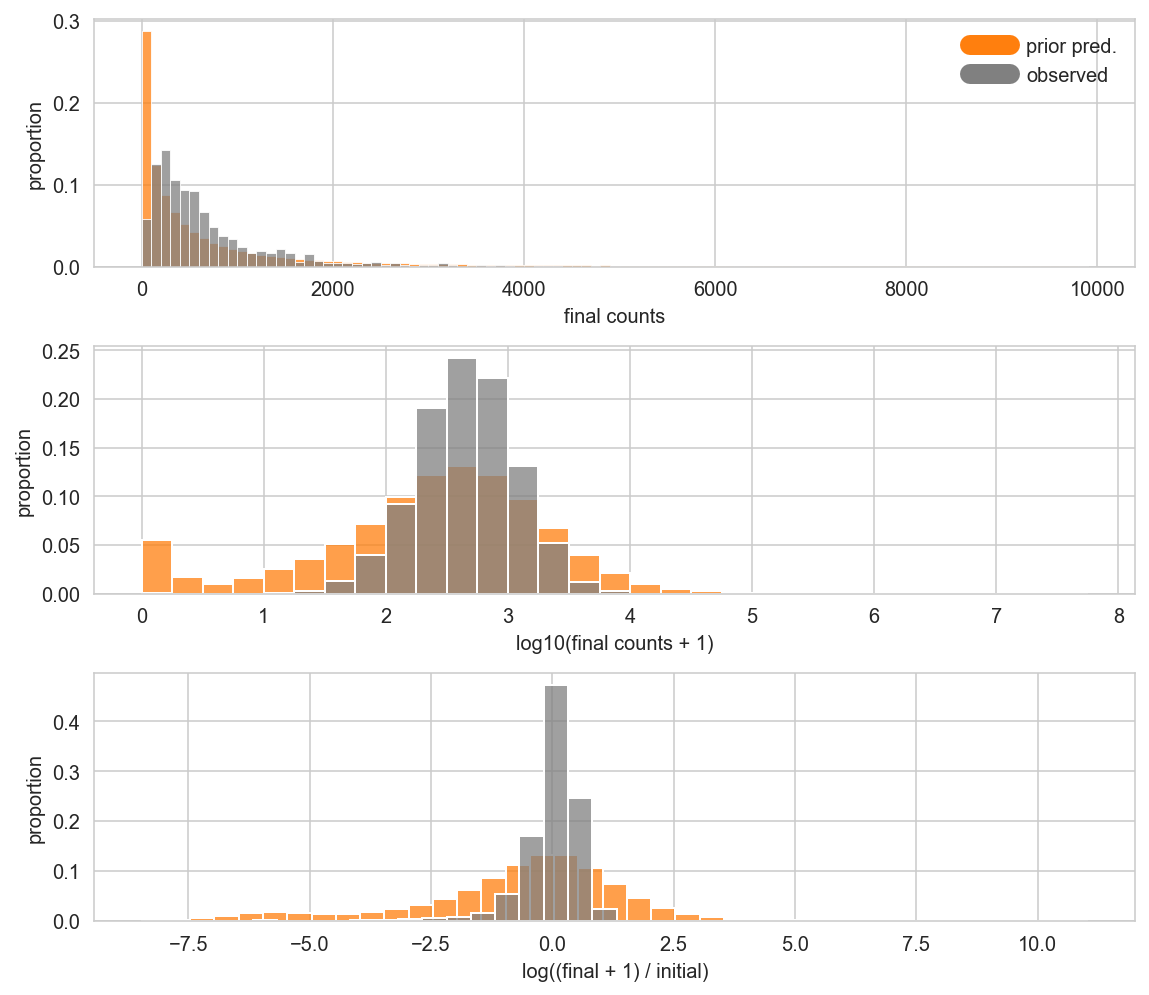 0.3
0.2
0.1
0.0
proportion
prior pred.
observed
0 2000 4000 6000 8000 10000
final counts
0.25
0.20
0.15
0.10
0.05
0.00
proportion
0 1 2 3 4 5 6 7 8
log10(final counts + 1)
0.4
0.3
0.2
0.1
0.0
proportion
−7.5 −5.0 −2.5 0.0 2.5 5.0 7.5 10.0
log((final + 1) / initial)